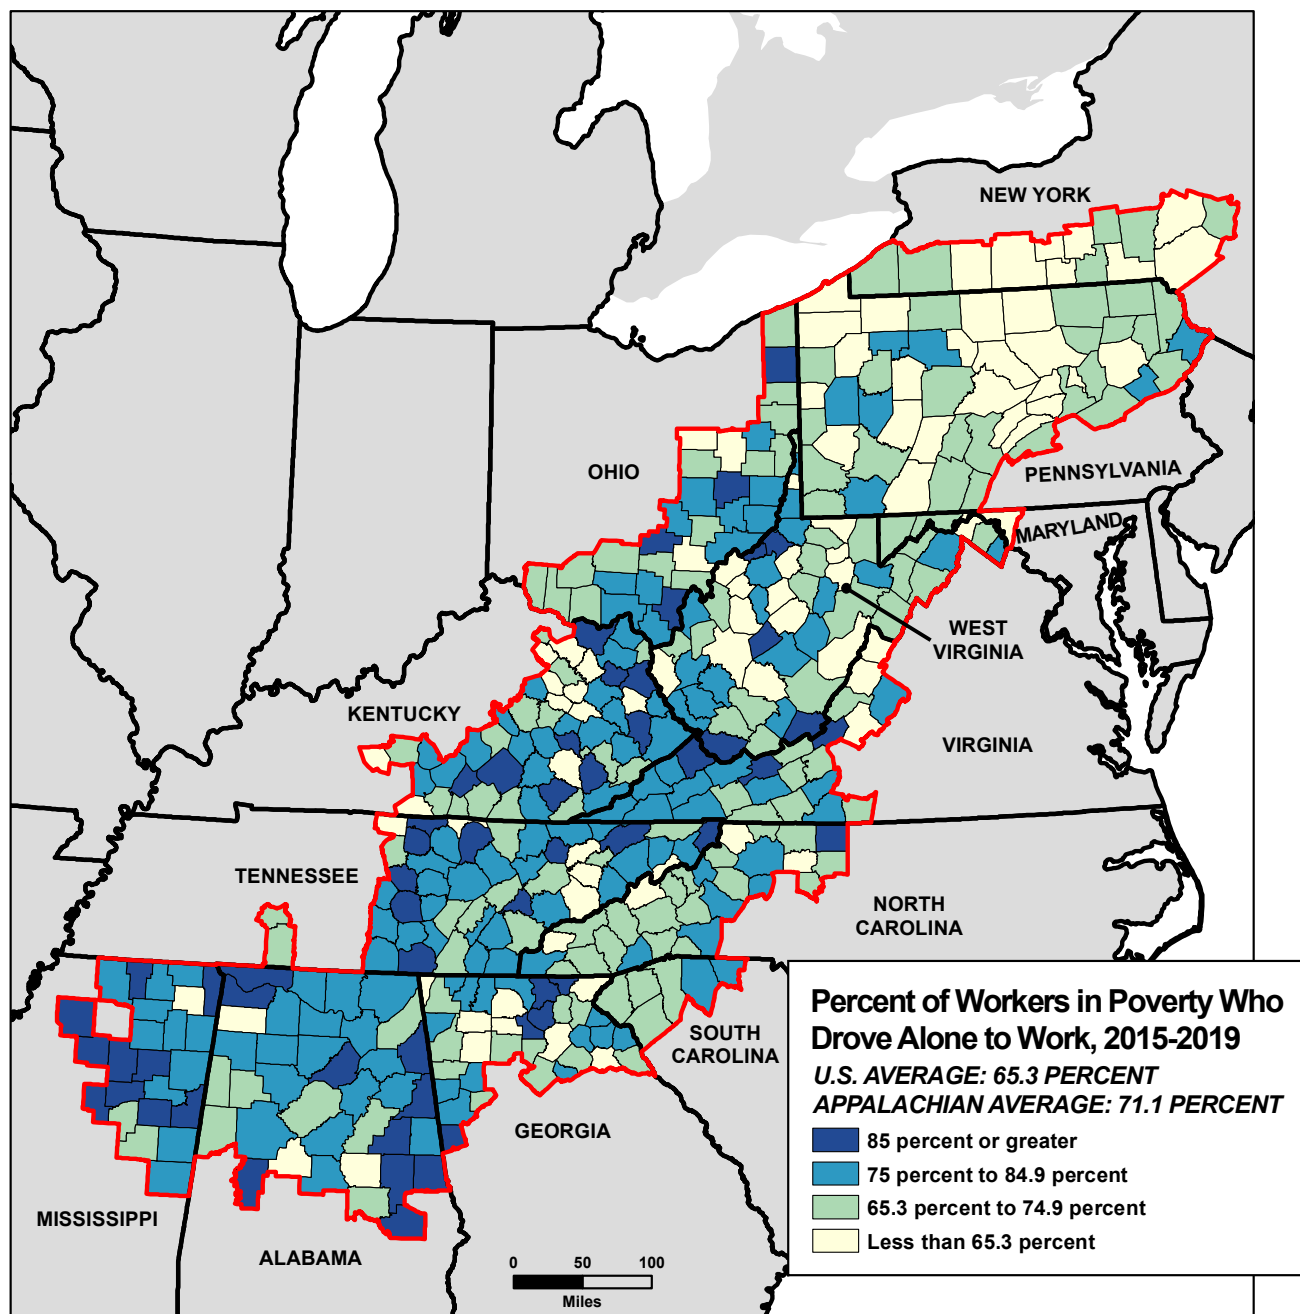 NEW YORK
OHIO
PENNSYLVANIA
MARYLAND
WEST
VIRGINIA
KENTUCKY
VIRGINIA
TENNESSEE
NORTH
CAROLINA
SOUTH
CAROLINA
GEORGIA
MISSISSIPPI
ALABAMA
Percent of Workers in Poverty Who
Drove Alone to Work, 2015-2019
U.S. AVERAGE: 65.3 PERCENT
APPALACHIAN AVERAGE: 71.1 PERCENT
85 percent or greater
75 percent to 84.9 percent
65.3 percent to 74.9 percent
Less than 65.3 percent
0 50 100
Miles